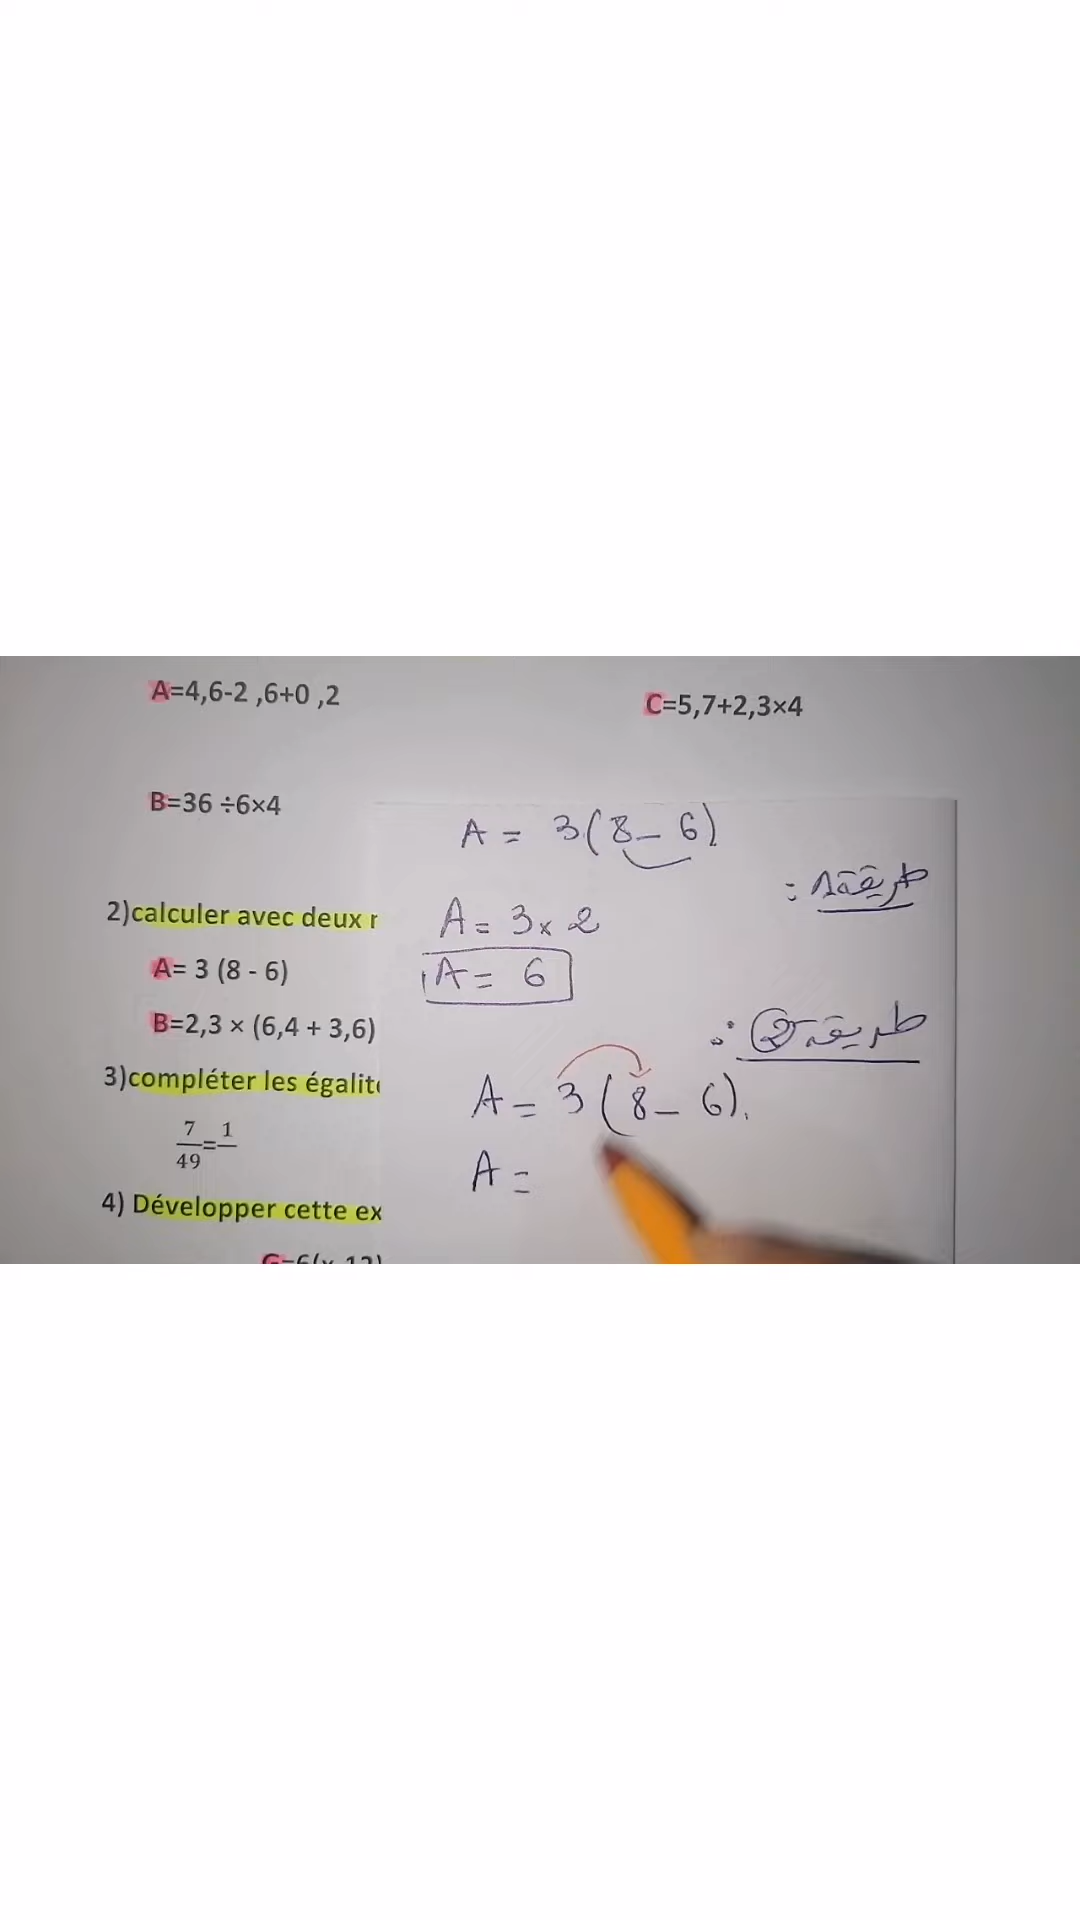 A=4,6-2 ,6+0 ,2
C=5,7+2,3×4
B=36 ÷6×4
A = 3(8 - 6)
طريقة 1 :
2)calculer avec deux
A = 3 x 2
A= 3 (8 - 6)
A = 6
B=2,3 × (6,4 + 3,6)
طريقة 2 :
3)compléter les égalit
A = 3 (8 - 6).
7/49=1/
A =
4) Développer cette ex